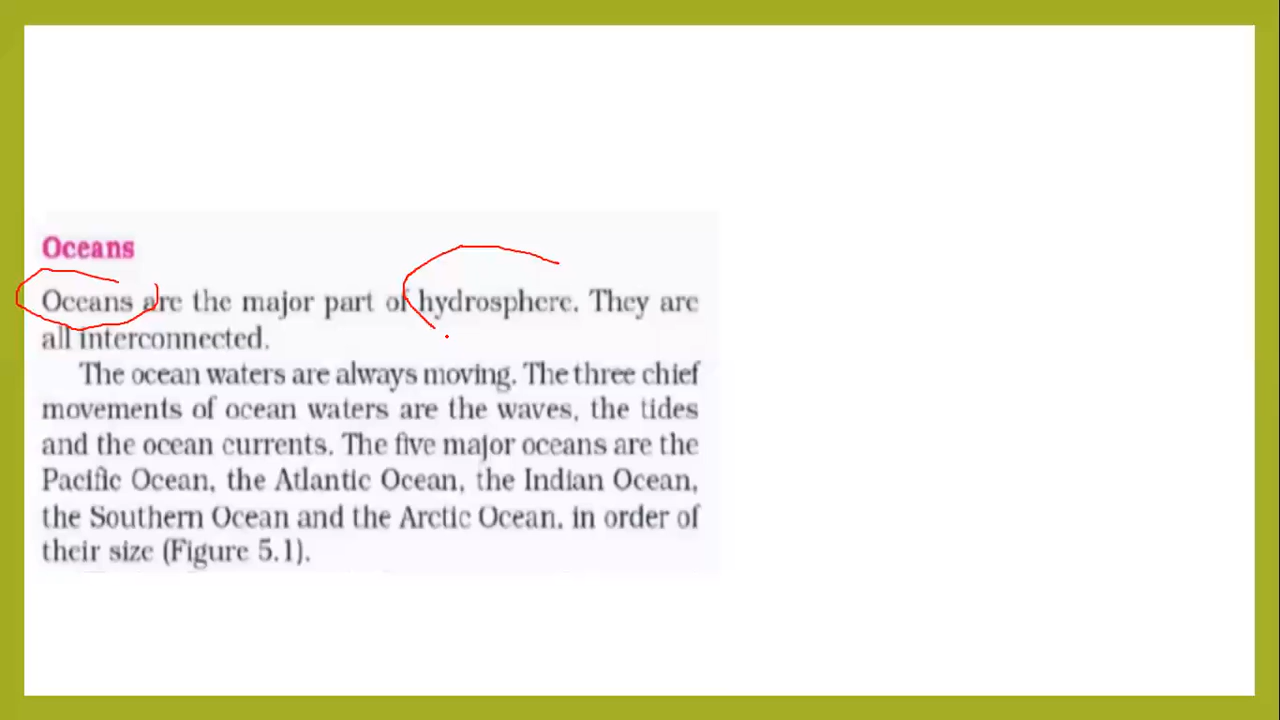 Oceans
Oceans are the major part of hydrosphere. They are
all interconnected.
The ocean waters are always moving. The three chief
movements of ocean waters are the waves, the tides
and the ocean currents. The five major oceans are the
Pacific Ocean, the Atlantic Ocean, the Indian Ocean,
the Southern Ocean and the Arctic Ocean, in order of
their size (Figure 5.1).